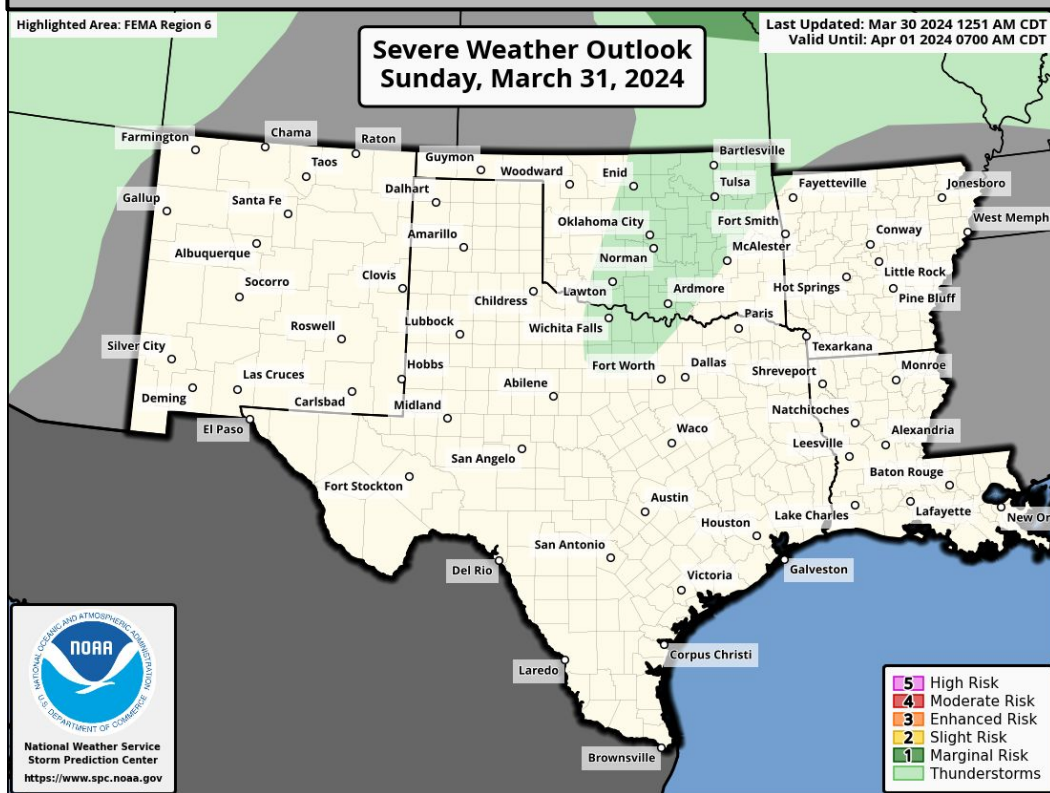 Highlighted Area: FEMA Region 6
Severe Weather Outlook
Sunday, March 31, 2024
Last Updated: Mar 30 2024 1251 AM CDT
Valid Until: Apr 01 2024 0700 AM CDT
Farmington
Chama
Raton
Taos
Gallup
Santa Fe
Albuquerque
Socorro
Clovis
Roswell
Silver City
Las Cruces
Deming
Carlsbad
Hobbs
El Paso
Guymon
Woodward
Enid
Bartlesville
Tulsa
Dalhart
Amarillo
Oklahoma City
Norman
Fort Smith
McAlester
Lawton
Ardmore
Childress
Wichita Falls
Paris
Lubbock
Fort Worth
Dallas
Abilene
Midland
San Angelo
Waco
Fort Stockton
Austin
Houston
San Antonio
Del Rio
Victoria
Galveston
Laredo
Corpus Christi
Brownsville
Fayetteville
Jonesboro
West Memph
Conway
Little Rock
Hot Springs
Pine Bluff
Texarkana
Shreveport
Monroe
Natchitoches
Alexandria
Leesville
Baton Rouge
Lake Charles
Lafayette
New Or
NATIONAL OCEANIC AND ATMOSPHERIC ADMINISTRATION
NOAA
U.S. DEPARTMENT OF COMMERCE
National Weather Service
Storm Prediction Center
https://www.spc.noaa.gov
5 High Risk
4 Moderate Risk
3 Enhanced Risk
2 Slight Risk
1 Marginal Risk
Thunderstorms